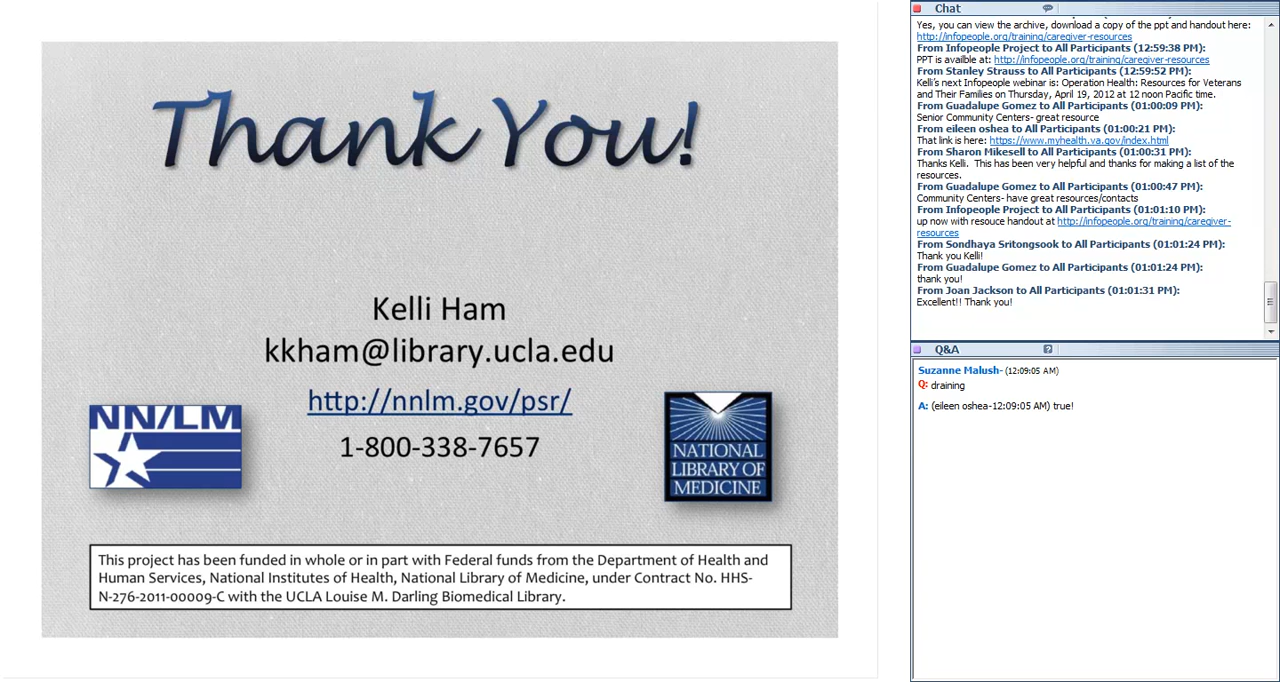 Thank You!
Kelli Ham
kkham@library.ucla.edu
http://nnlm.gov/psr/
1-800-338-7657
NN/LM
NATIONAL
LIBRARY OF
MEDICINE
This project has been funded in whole or in part with Federal funds from the Department of Health and
Human Services, National Institutes of Health, National Library of Medicine, under Contract No. HHS-
N-276-2011-00009-C with the UCLA Louise M. Darling Biomedical Library.
Chat
Yes, you can view the archive, download a copy of the ppt and handout here:
http://infopeople.org/training/caregiver-resources
From Infopeople Project to All Participants (12:59:38 PM):
PPT is availble at: http://infopeople.org/training/caregiver-resources
From Stanley Strauss to All Participants (12:59:52 PM):
Kelli's next Infopeople webinar is: Operation Health: Resources for Veterans
and Their Families on Thursday, April 19, 2012 at 12 noon Pacific time.
From Guadalupe Gomez to All Participants (01:00:09 PM):
Senior Community Centers- great resource
From eileen oshea to All Participants (01:00:21 PM):
That link is here: https://www.myhealth.va.gov/index.html
From Sharon Mikesell to All Participants (01:00:31 PM):
Thanks Kelli. This has been very helpful and thanks for making a list of the
resources.
From Guadalupe Gomez to All Participants (01:00:47 PM):
Community Centers- have great resources/contacts
From Infopeople Project to All Participants (01:01:10 PM):
up now with resouce handout at http://infopeople.org/training/caregiver-
resources
From Sondhaya Sritongsook to All Participants (01:01:24 PM):
Thank you Kelli!
From Guadalupe Gomez to All Participants (01:01:24 PM):
thank you!
From Joan Jackson to All Participants (01:01:31 PM):
Excellent!! Thank you!
Q&A
Suzanne Malush- (12:09:05 AM)
Q: draining
A: (eileen oshea-12:09:05 AM) true!